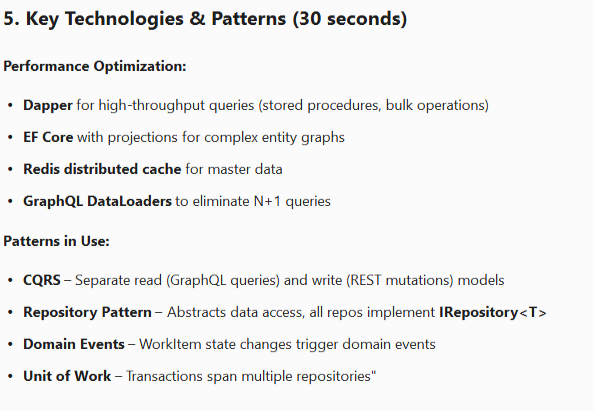 5. Key Technologies & Patterns (30 seconds)
Performance Optimization:
• Dapper for high-throughput queries (stored procedures, bulk operations)
• EF Core with projections for complex entity graphs
• Redis distributed cache for master data
• GraphQL DataLoaders to eliminate N+1 queries
Patterns in Use:
• CQRS – Separate read (GraphQL queries) and write (REST mutations) models
• Repository Pattern – Abstracts data access, all repos implement IRepository<T>
• Domain Events – WorkItem state changes trigger domain events
• Unit of Work – Transactions span multiple repositories"